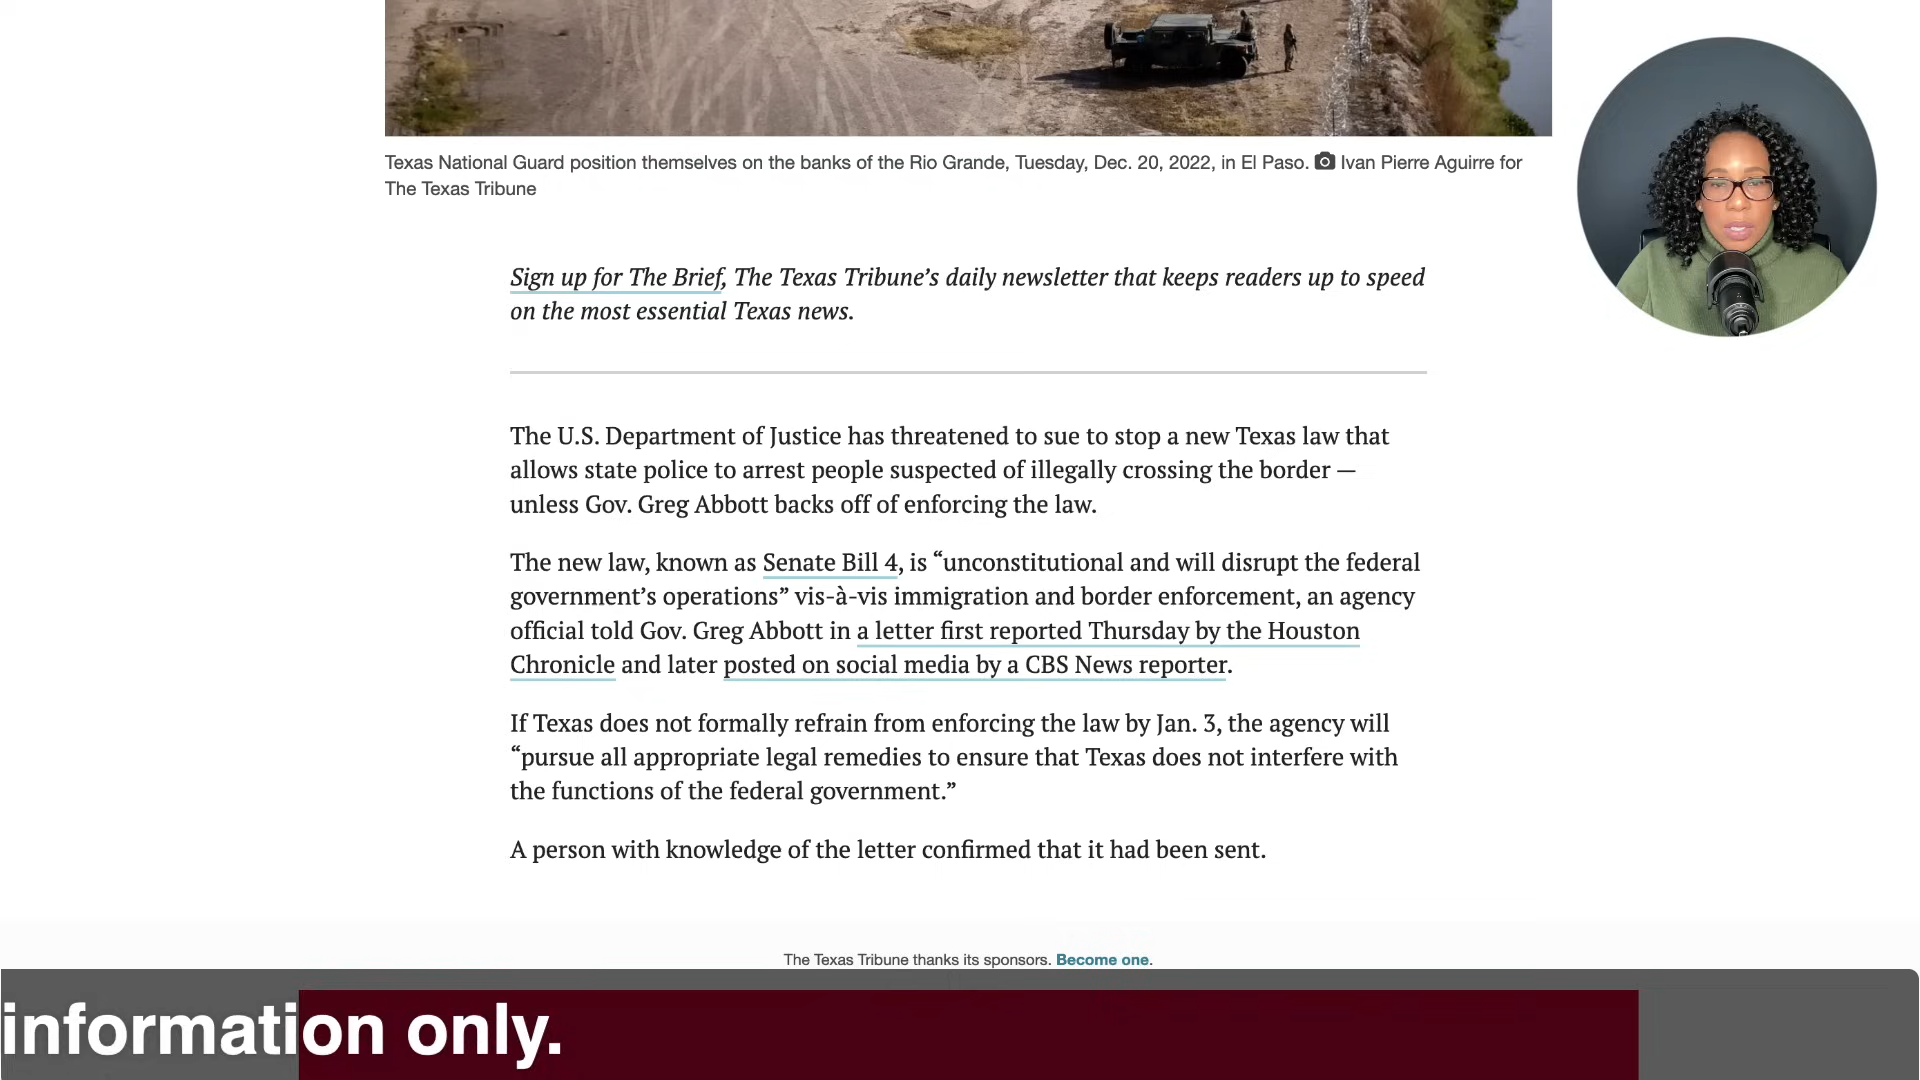 Texas National Guard position themselves on the banks of the Rio Grande, Tuesday, Dec. 20, 2022, in El Paso. Ivan Pierre Aguirre for
The Texas Tribune
Sign up for The Brief, The Texas Tribune’s daily newsletter that keeps readers up to speed
on the most essential Texas news.
The U.S. Department of Justice has threatened to sue to stop a new Texas law that
allows state police to arrest people suspected of illegally crossing the border —
unless Gov. Greg Abbott backs off of enforcing the law.
The new law, known as Senate Bill 4, is “unconstitutional and will disrupt the federal
government’s operations” vis-à-vis immigration and border enforcement, an agency
official told Gov. Greg Abbott in a letter first reported Thursday by the Houston
Chronicle and later posted on social media by a CBS News reporter.
If Texas does not formally refrain from enforcing the law by Jan. 3, the agency will
“pursue all appropriate legal remedies to ensure that Texas does not interfere with
the functions of the federal government.”
A person with knowledge of the letter confirmed that it had been sent.
The Texas Tribune thanks its sponsors. Become one.
information only.